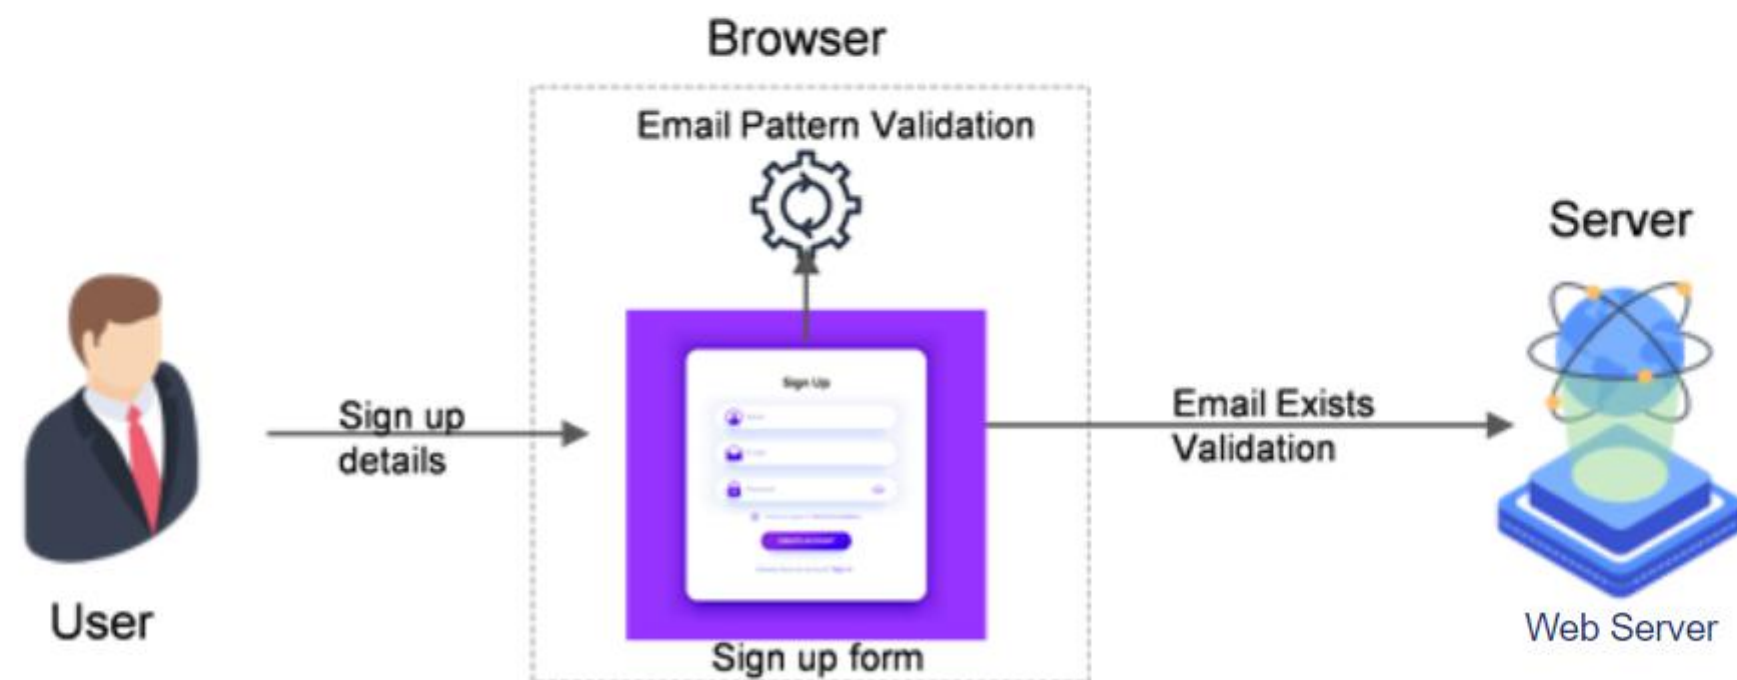 Browser
Email Pattern Validation
Server
Sign Up
Sign up
details
Email Exists
Validation
User
Sign up form
Web Server